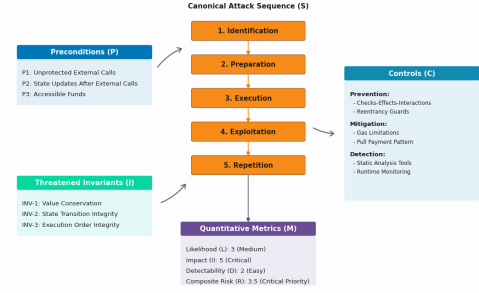 Canonical Attack Sequence (S)
1. Identification
2. Preparation
3. Execution
4. Exploitation
5. Repetition
Preconditions (P)
P1: Unprotected External Calls
P2: State Updates After External Calls
P3: Accessible Funds
Threatened Invariants (I)
INV-1: Value Conservation
INV-2: State Transition Integrity
INV-3: Execution Order Integrity
Controls (C)
Prevention:
- Checks-Effects-Interactions
- Reentrancy Guards
Mitigation:
- Gas Limitations
- Pull Payment Pattern
Detection:
- Static Analysis Tools
- Runtime Monitoring
Quantitative Metrics (M)
Likelihood (L): 3 (Medium)
Impact (I): 5 (Critical)
Detectability (D): 2 (Easy)
Composite Risk (R): 3.5 (Critical Priority)